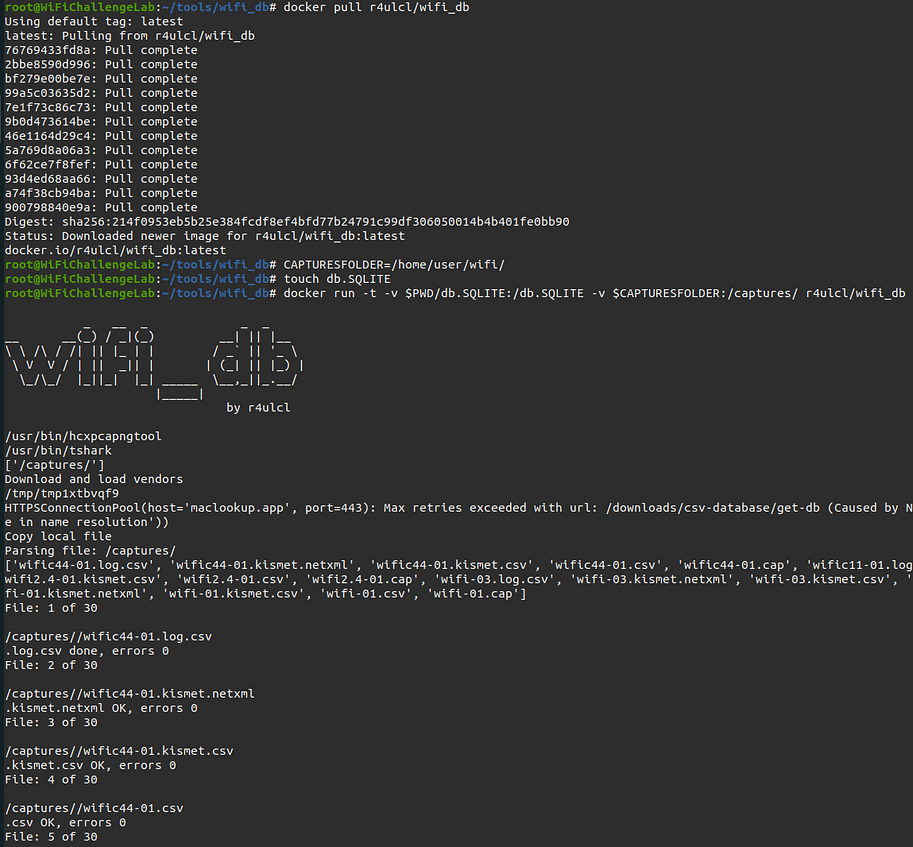 root@WiFiChallengeLab:~/tools/wifi_db# docker pull r4ulcl/wifi_db
Using default tag: latest
latest: Pulling from r4ulcl/wifi_db
76769433fd8a: Pull complete
2bbe8590d996: Pull complete
bf279e00be7e: Pull complete
99a5c03635d2: Pull complete
7e1f73c86c73: Pull complete
9b0d473614be: Pull complete
46e1164d29c4: Pull complete
5a769d8a06a3: Pull complete
6f62ce7f8fef: Pull complete
93d4ed68aa66: Pull complete
a74f38cb94ba: Pull complete
900798840e9a: Pull complete
Digest: sha256:214f0953eb5b25e384fcdf8ef4bfd77b24791c99df306050014b4b401fe0bb90
Status: Downloaded newer image for r4ulcl/wifi_db:latest
docker.io/r4ulcl/wifi_db:latest
root@WiFiChallengeLab:~/tools/wifi_db# CAPTURESFOLDER=/home/user/wifi/
root@WiFiChallengeLab:~/tools/wifi_db# touch db.SQLITE
root@WiFiChallengeLab:~/tools/wifi_db# docker run -t -v $PWD/db.SQLITE:/db.SQLITE -v $CAPTURESFOLDER:/captures/ r4ulcl/wifi_db
wifi_db
by r4ulcl
/usr/bin/hcxpcapngtool
/usr/bin/tshark
['/captures/']
Download and load vendors
/tmp/tmp1xtbvqf9
HTTPSConnectionPool(host='maclookup.app', port=443): Max retries exceeded with url: /downloads/csv-database/get-db (Caused by N
e in name resolution'))
Copy local file
Parsing file: /captures/
['wific44-01.log.csv', 'wific44-01.kismet.netxml', 'wific44-01.kismet.csv', 'wific44-01.csv', 'wific44-01.cap', 'wific11-01.log
wifi2.4-01.kismet.csv', 'wifi2.4-01.csv', 'wifi2.4-01.cap', 'wifi-03.log.csv', 'wifi-03.kismet.netxml', 'wifi-03.kismet.csv', '
fi-01.kismet.netxml', 'wifi-01.kismet.csv', 'wifi-01.csv', 'wifi-01.cap']
File: 1 of 30
/captures//wific44-01.log.csv
.log.csv done, errors 0
File: 2 of 30
/captures//wific44-01.kismet.netxml
.kismet.netxml OK, errors 0
File: 3 of 30
/captures//wific44-01.kismet.csv
.kismet.csv OK, errors 0
File: 4 of 30
/captures//wific44-01.csv
.csv OK, errors 0
File: 5 of 30